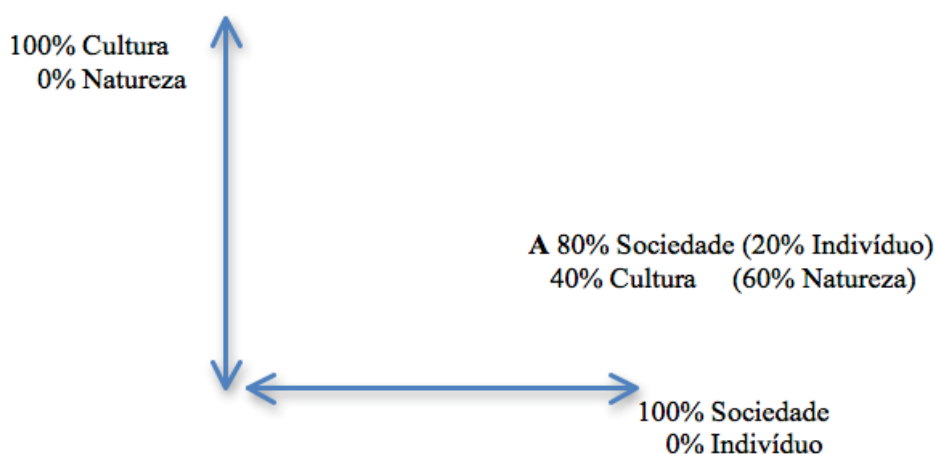 100% Cultura
0% Natureza
A 80% Sociedade (20% Indivíduo)
40% Cultura (60% Natureza)
100% Sociedade
0% Indivíduo